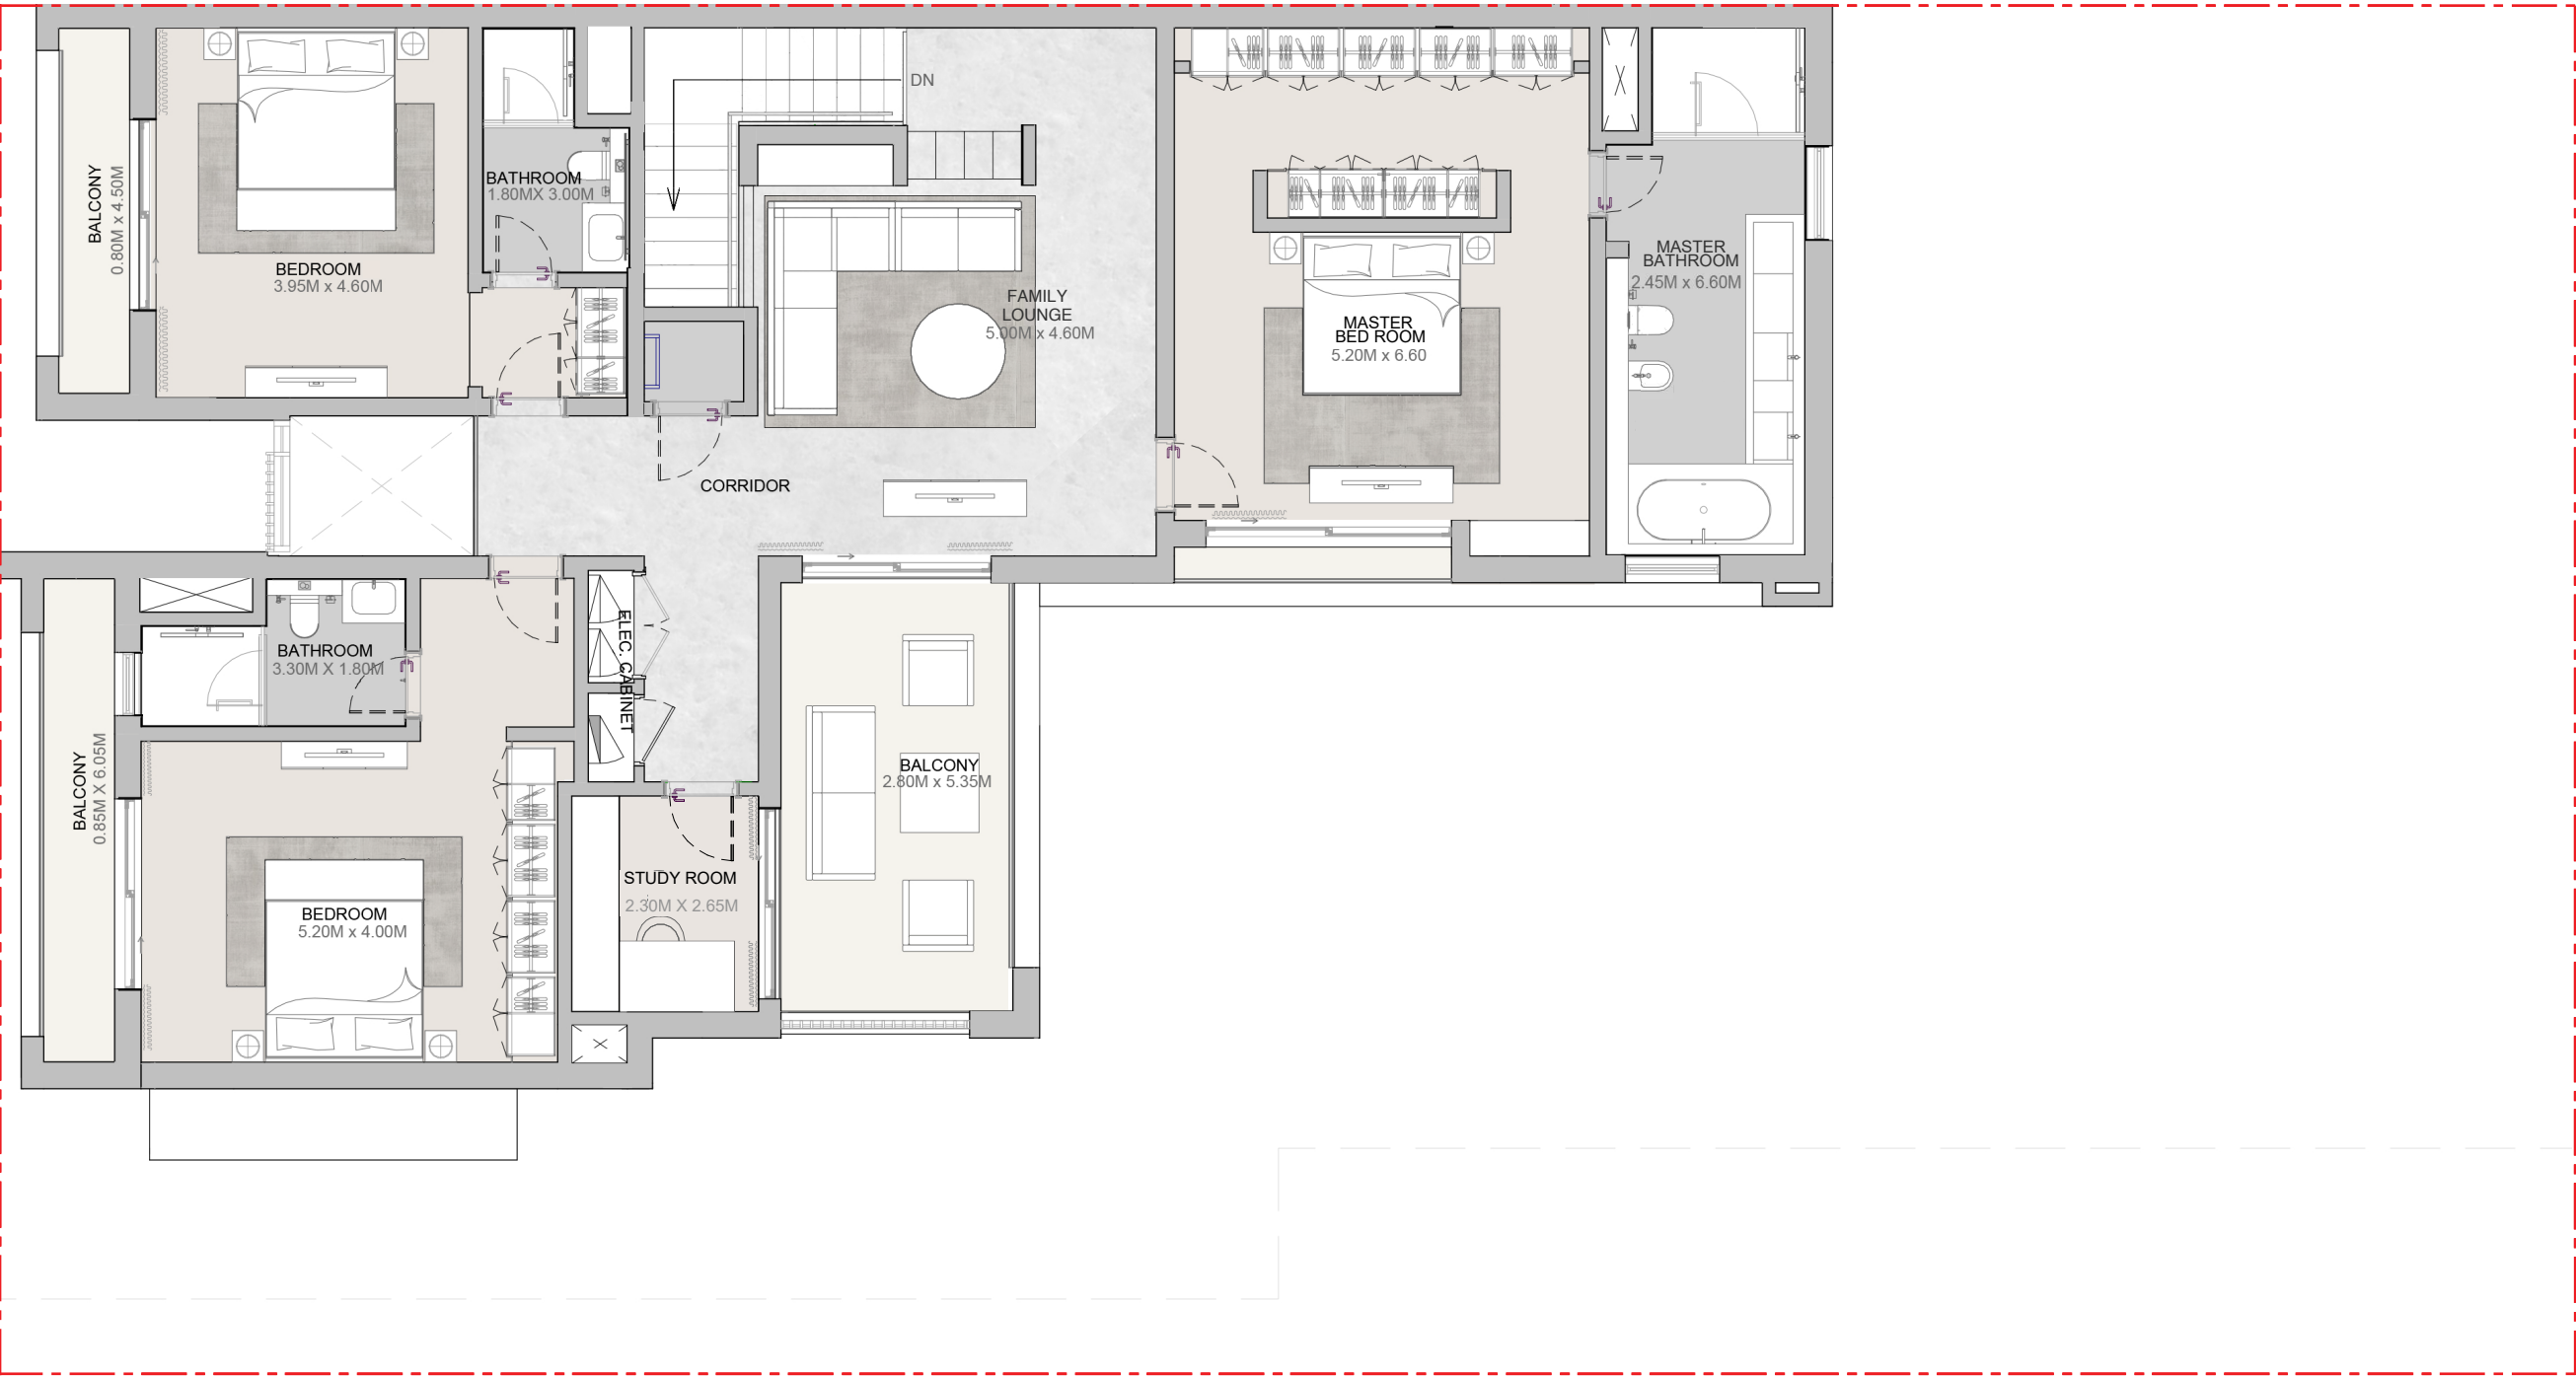 DN
BALCONY
0.80M x 4.50M
BEDROOM
3.95M x 4.60M
BATHROOM
1.80MX 3.00M
FAMILY
LOUNGE
5.00M x 4.60M
MASTER
BED ROOM
5.20M x 6.60
MASTER
BATHROOM
2.45M x 6.60M
CORRIDOR
BATHROOM
3.30M X 1.80M
ELEC. CABINET
BALCONY
0.85M X 6.05M
BALCONY
2.80M x 5.35M
STUDY ROOM
2.30M X 2.65M
BEDROOM
5.20M x 4.00M